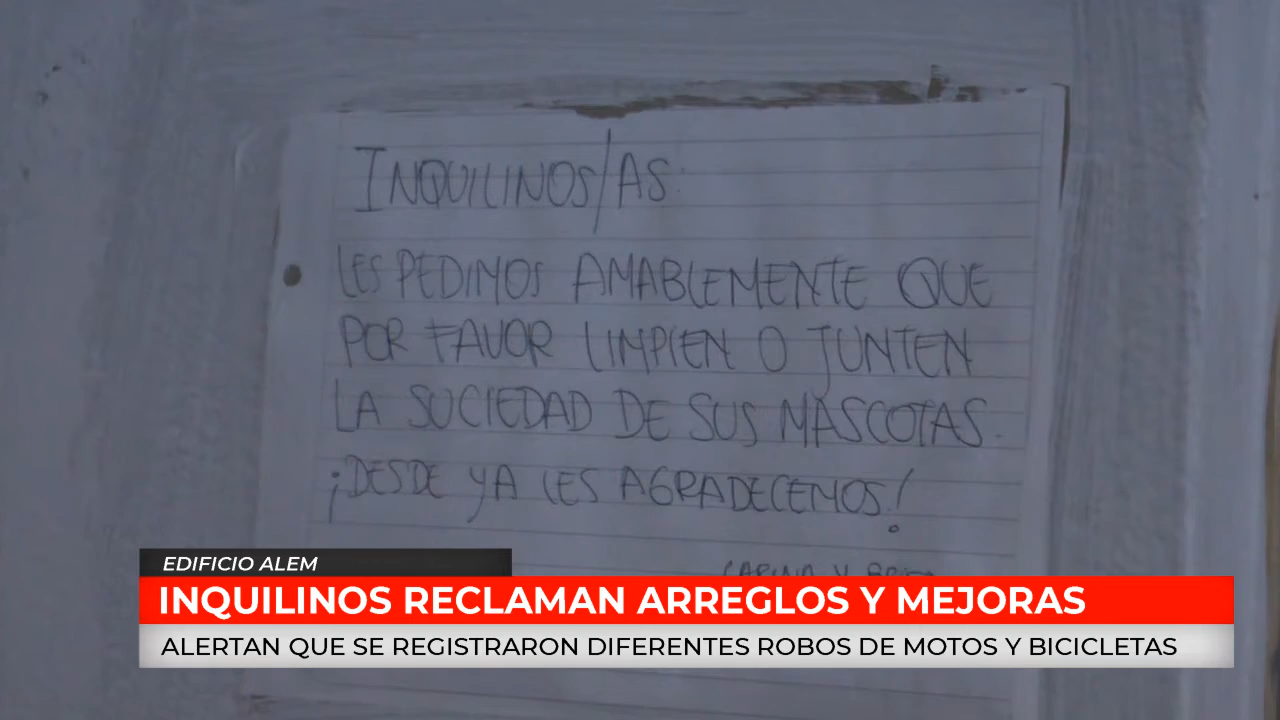 INQUILINOS/AS:
LES PEDIMOS AMABLEMENTE QUE
POR FAVOR LIMPIEN O JUNTEN
LA SUCIEDAD DE SUS MASCOTAS.
¡DESDE YA LES AGRADECEMOS!
EDIFICIO ALEM
INQUILINOS RECLAMAN ARREGLOS Y MEJORAS
ALERTAN QUE SE REGISTRARON DIFERENTES ROBOS DE MOTOS Y BICICLETAS